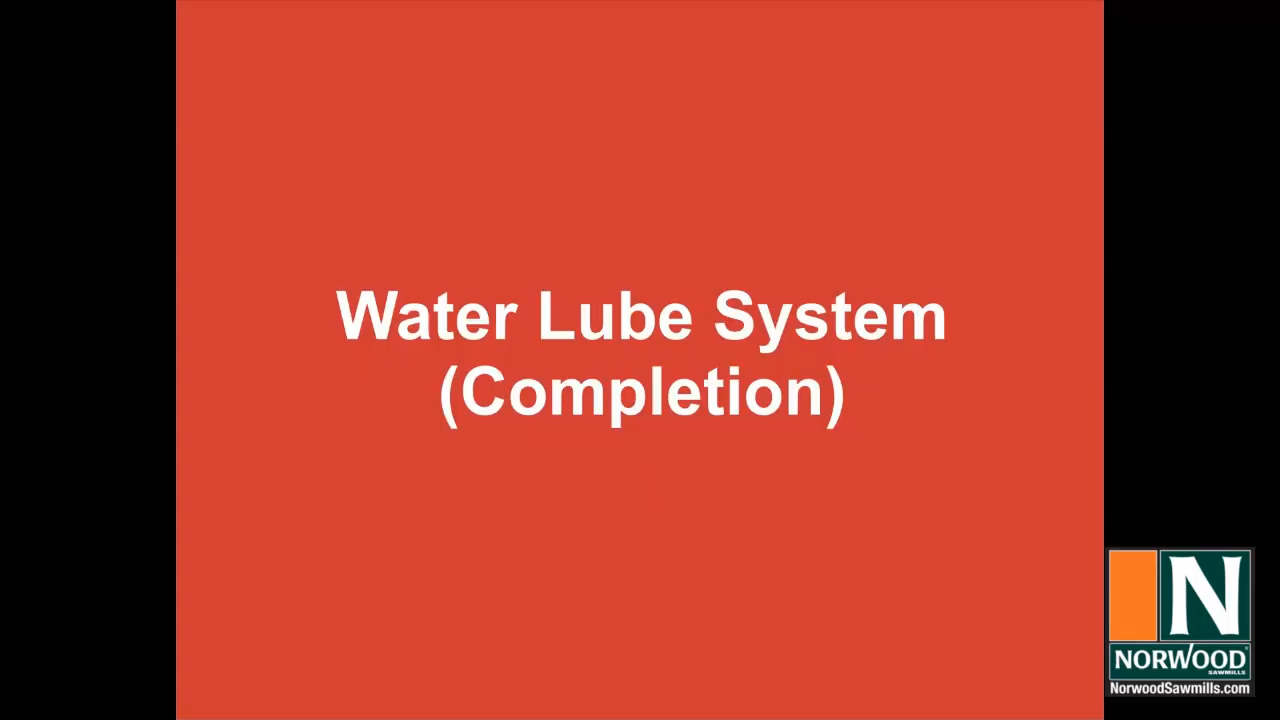 Water Lube System
(Completion)
N
NORWOOD
SAWMILLS
NorwoodSawmills.com